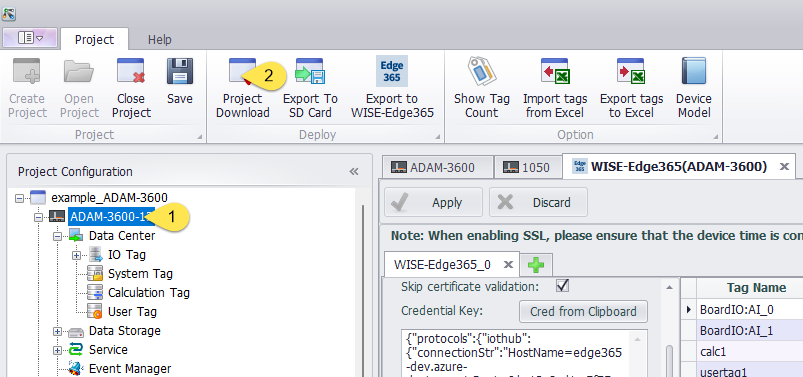 Project
Help
Create
Project
Open
Project
Close
Project
Save
Project
2
Project
Download
Export To
SD Card
Edge
365
Export to
WISE-Edge365
Deploy
Show Tag
Count
Import tags
from Excel
Export tags
to Excel
Device
Model
Option
Project Configuration
example_ADAM-3600
ADAM-3600-1
1
Data Center
IO Tag
System Tag
Calculation Tag
User Tag
Data Storage
Service
Event Manager
ADAM-3600
1050
Edge
365
WISE-Edge365(ADAM-3600)
Apply
Discard
Note: When enabling SSL, please ensure that the device time is con
WISE-Edge365_0
Skip certificate validation:
Credential Key:
Cred from Clipboard
{"protocols":{"iothub":
{"connectionStr":"HostName=edge365
-dev.azure-
Tag Name
BoardIO:AI_0
BoardIO:AI_1
calc1
usertag1